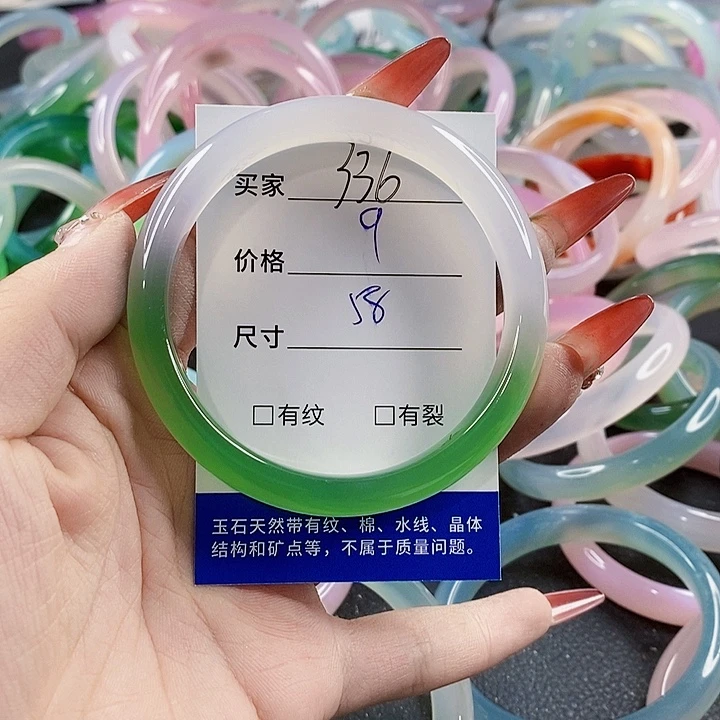 买家 336
价格 9
尺寸 58
□有纹 □有裂
玉石天然带有纹、棉、水线、晶体
结构和矿点等，不属于质量问题。